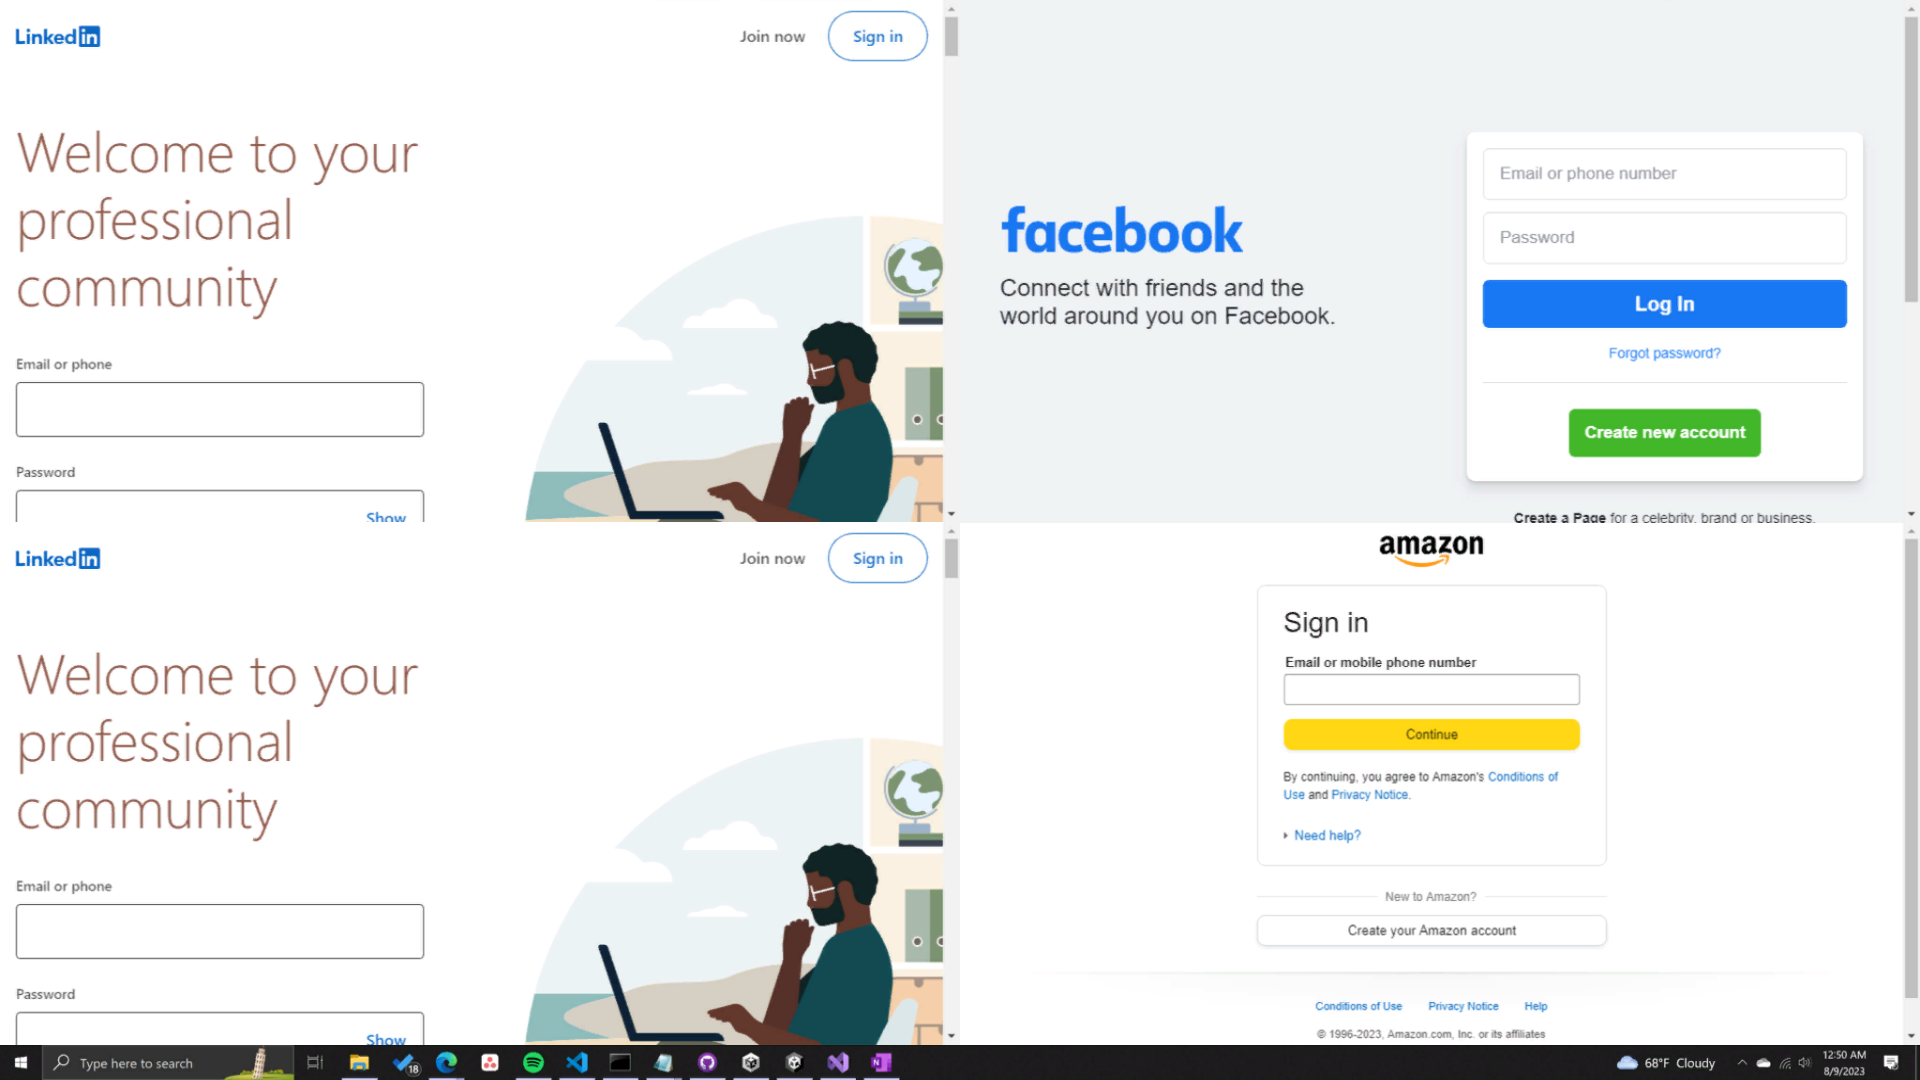 Linkedin
Join now
Sign in
Welcome to your
professional
community
Email or phone
Password
Show
facebook
Connect with friends and the
world around you on Facebook.
Email or phone number
Password
Log In
Forgot password?
Create new account
Create a Page for a celebrity, brand or business.
Linkedin
Join now
Sign in
Welcome to your
professional
community
Email or phone
Password
Show
amazon
Sign in
Email or mobile phone number
Continue
By continuing, you agree to Amazon's Conditions of
Use and Privacy Notice.
Need help?
New to Amazon?
Create your Amazon account
Conditions of Use Privacy Notice Help
© 1996-2023, Amazon.com, Inc. or its affiliates
Type here to search
18
N
68°F Cloudy
12:50 AM
8/9/2023